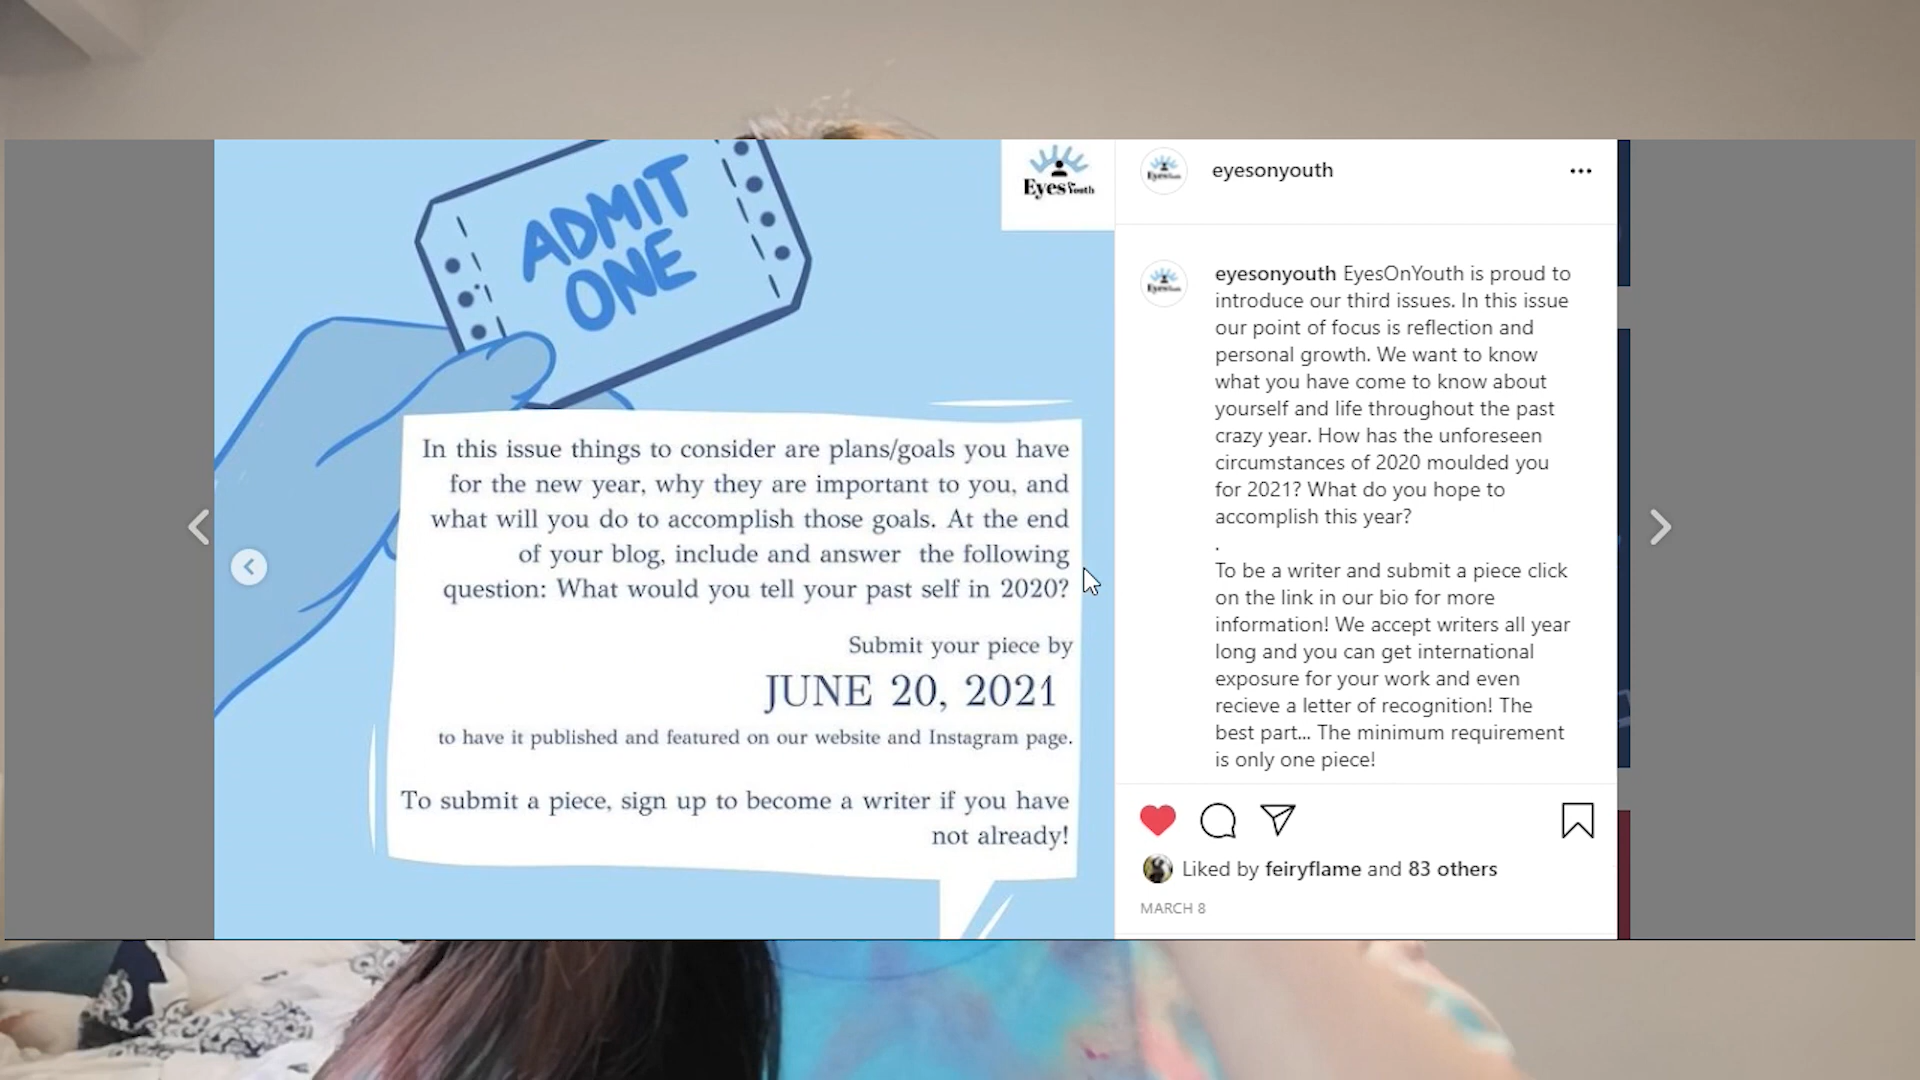 ADMIT
ONE
Eyes on Youth
In this issue things to consider are plans/goals you have
for the new year, why they are important to you, and
what will you do to accomplish those goals. At the end
of your blog, include and answer the following
question: What would you tell your past self in 2020?
Submit your piece by
JUNE 20, 2021
to have it published and featured on our website and Instagram page.
To submit a piece, sign up to become a writer if you have
not already!
eyesonyouth
eyesonyouth EyesOnYouth is proud to
introduce our third issues. In this issue
our point of focus is reflection and
personal growth. We want to know
what you have come to know about
yourself and life throughout the past
crazy year. How has the unforeseen
circumstances of 2020 moulded you
for 2021? What do you hope to
accomplish this year?
.
To be a writer and submit a piece click
on the link in our bio for more
information! We accept writers all year
long and you can get international
exposure for your work and even
recieve a letter of recognition! The
best part... The minimum requirement
is only one piece!
Liked by feiryflame and 83 others
MARCH 8